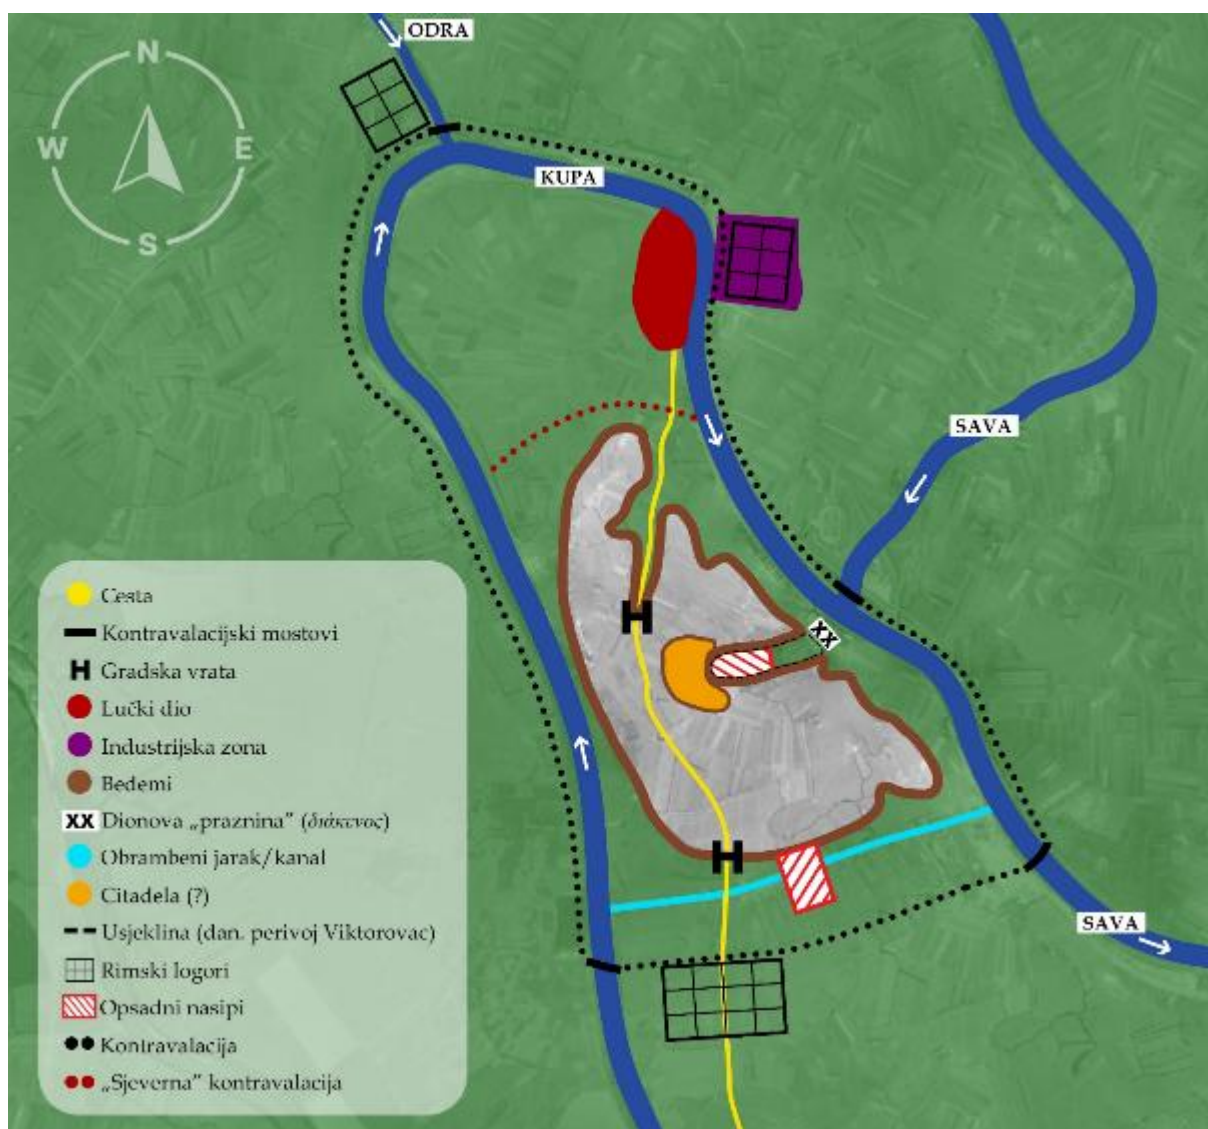 ODRA
N
W
E
S
KUPA
SAVA
XX
H
H
SAVA
Cesta
Kontravalacijski mostovi
H Gradska vrata
Lučki dio
Industrijska zona
Bedemi
XX Dionova „praznina” (διάκενος)
Obrambeni jarak/kanal
Citadela (?)
Usjeklina (dan. perivoj Viktorovac)
Rimski logori
Opsadni nasipi
Kontravalacija
„Sjeverna” kontravalacija